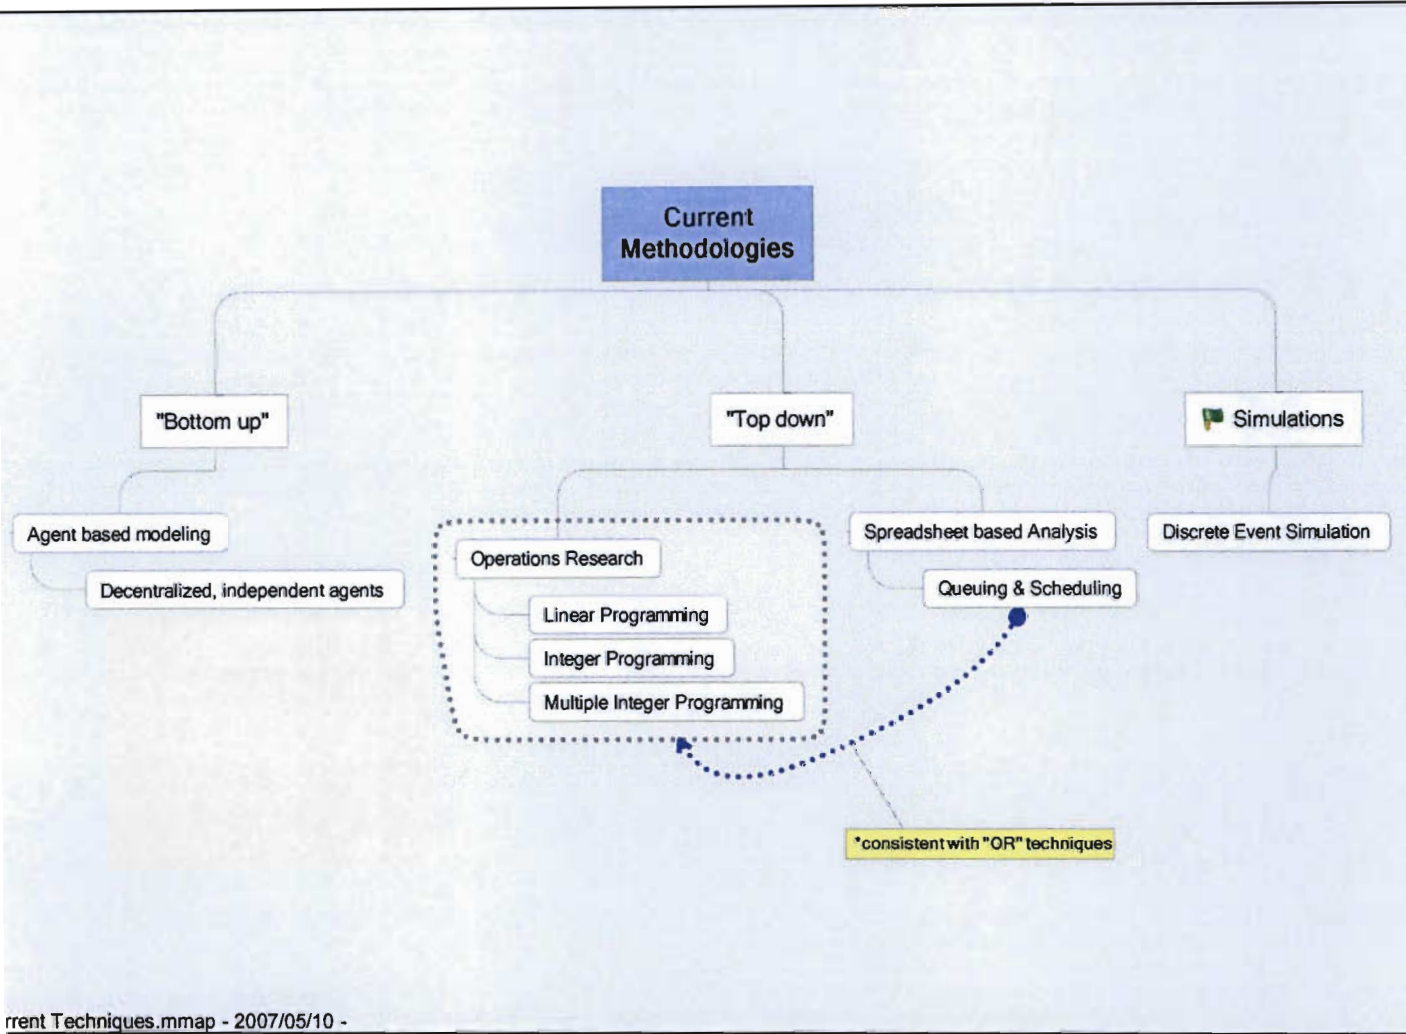 Current
Methodologies
"Bottom up"
"Top down"
Simulations
Agent based modeling
Decentralized, independent agents
Operations Research
Linear Programming
Integer Programming
Multiple Integer Programming
Spreadsheet based Analysis
Queuing & Scheduling
Discrete Event Simulation
*consistent with "OR" techniques
rrent Techniques.mmap - 2007/05/10 -